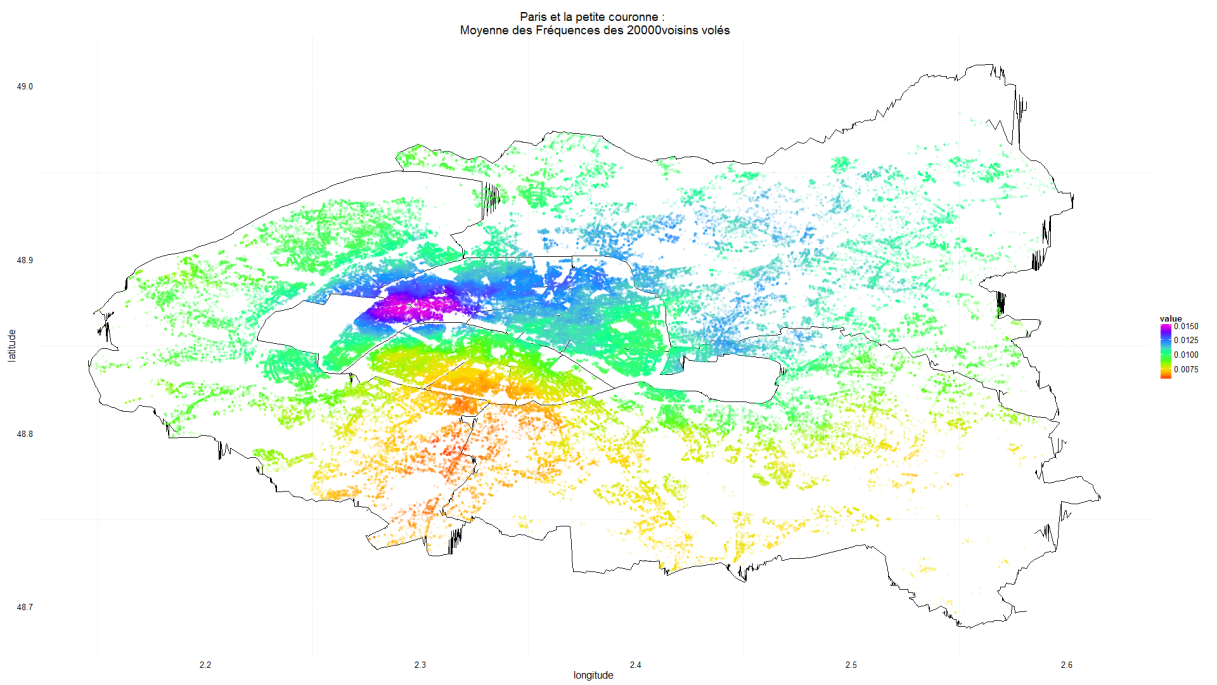 Paris et la petite couronne :
Moyenne des Fréquences des 20000voisins volés
49.0
48.9
48.8
48.7
latitude
2.2
2.3
2.4
2.5
2.6
longitude
value
0.0150
0.0125
0.0100
0.0075